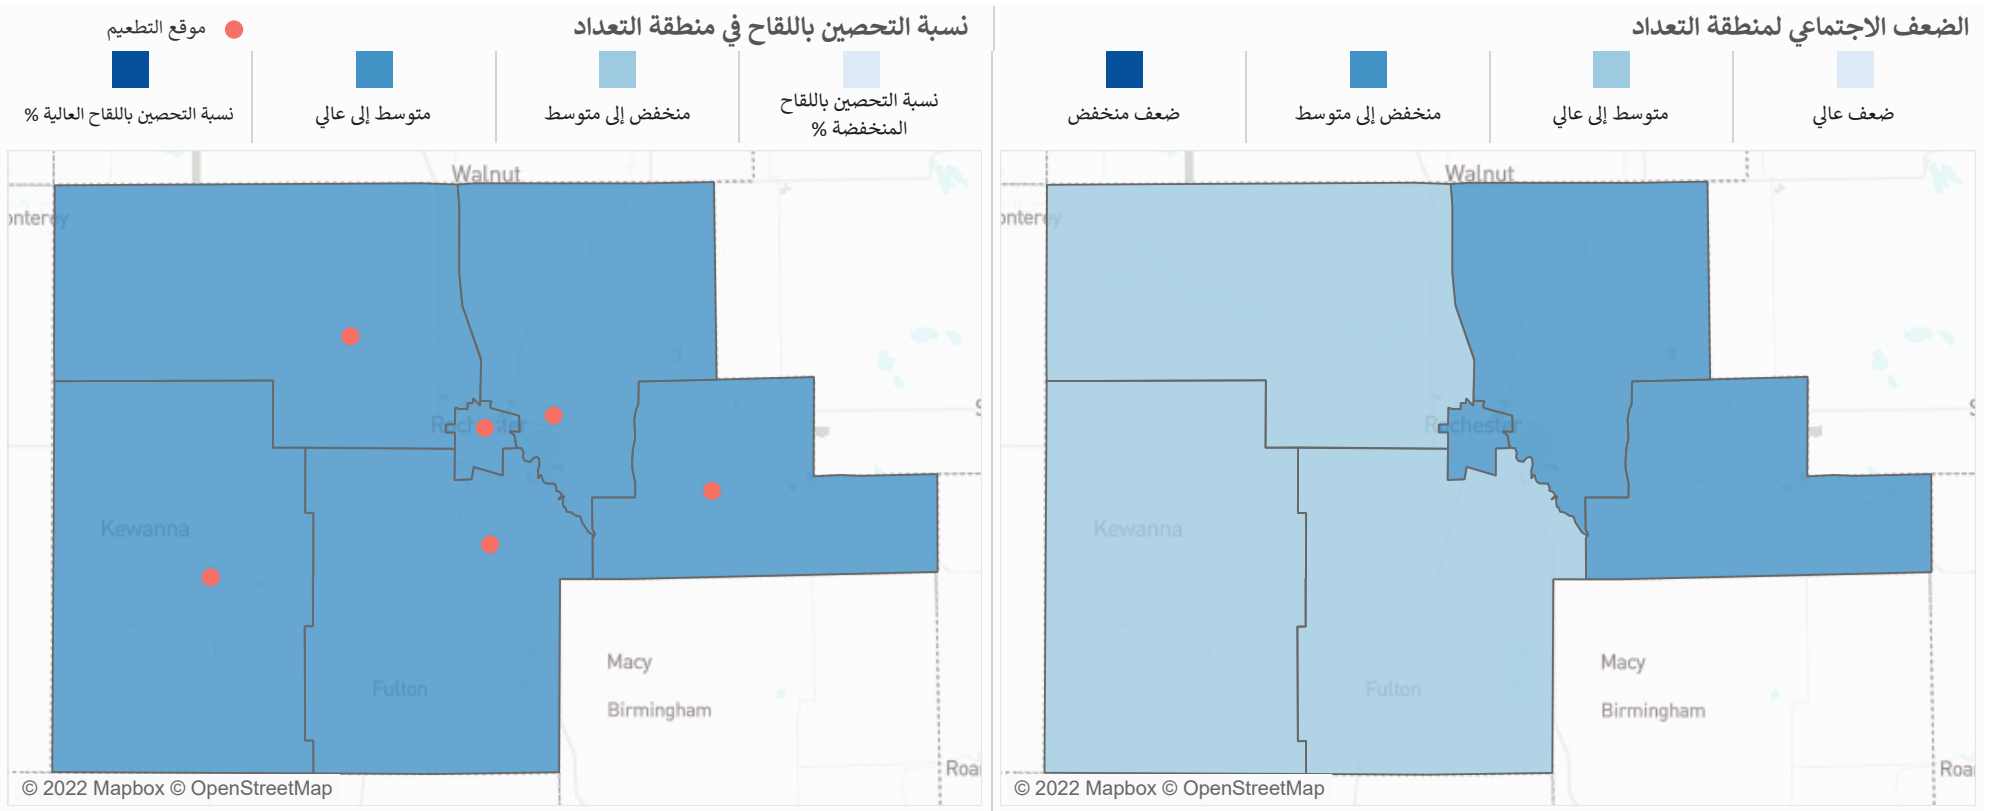 الضعف الاجتماعي لمنطقة التعداد
ضعف عالي
متوسط إلى عالي
منخفض إلى متوسط
ضعف منخفض
Walnut
onterey
Rochester
Kewanna
Fulton
Macy
Birmingham
Roa
© 2022 Mapbox © OpenStreetMap
نسبة التحصين باللقاح في منطقة التعداد
موقع التطعيم
نسبة التحصين باللقاح
المنخفضة %
منخفض إلى متوسط
متوسط إلى عالي
نسبة التحصين باللقاح العالية %
Walnut
onterey
Rochester
Kewanna
Fulton
Macy
Birmingham
Roa
© 2022 Mapbox © OpenStreetMap